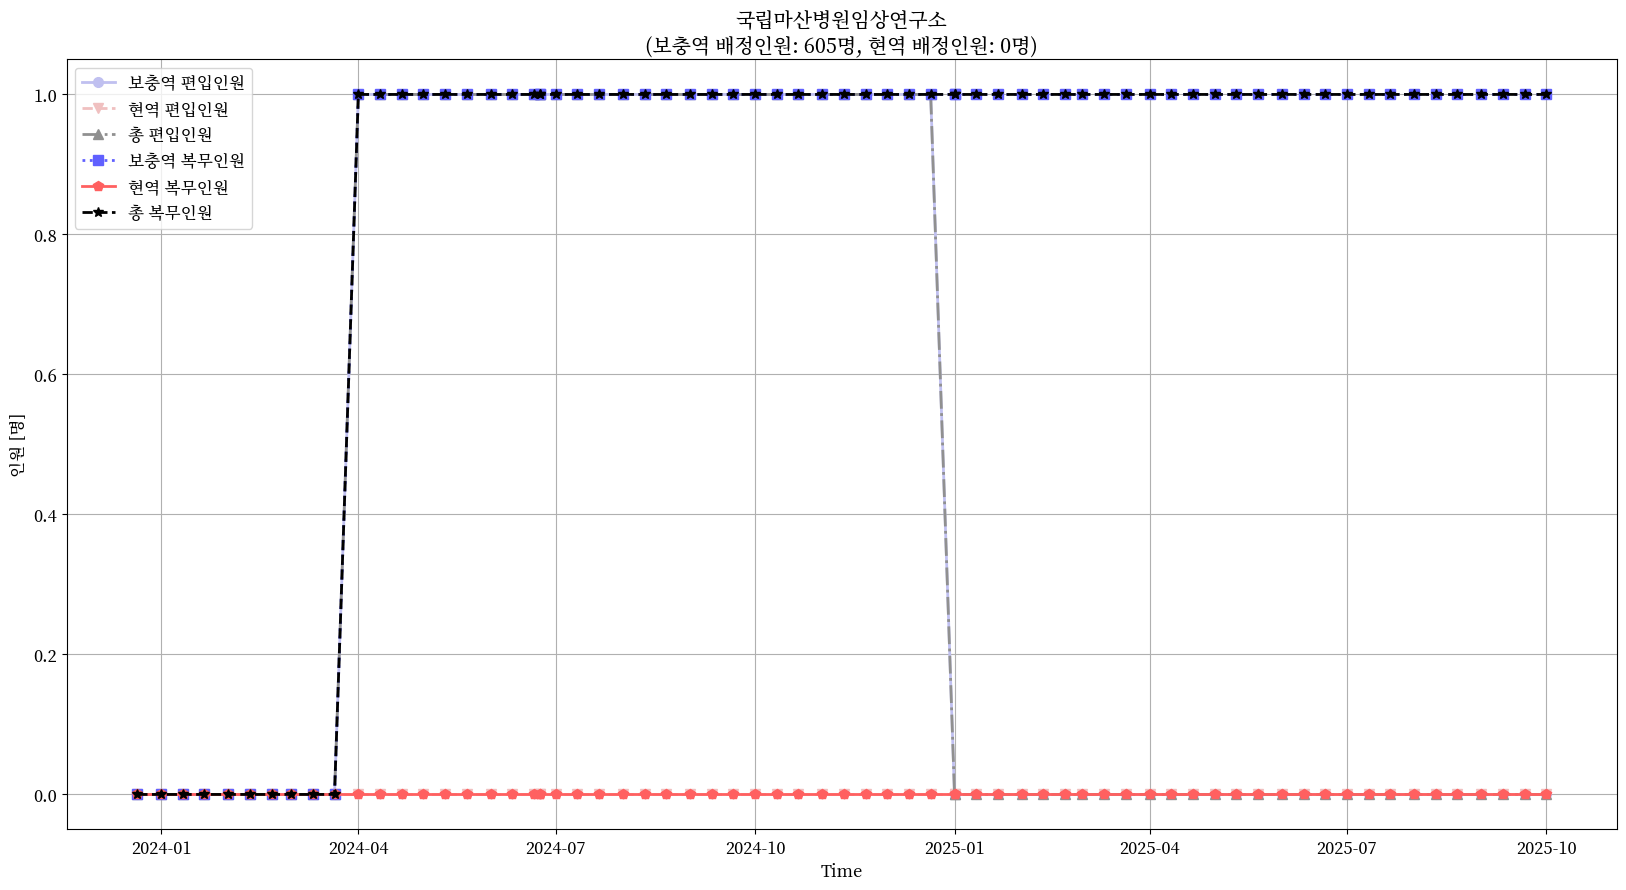 국립마산병원임상연구소
(보충역 배정인원: 605명, 현역 배정인원: 0명)
보충역 편입인원
현역 편입인원
총 편입인원
보충역 복무인원
현역 복무인원
총 복무인원
1.0
0.8
0.6
0.4
0.2
0.0
인원 [명]
2024-01
2024-04
2024-07
2024-10
2025-01
2025-04
2025-07
2025-10
Time